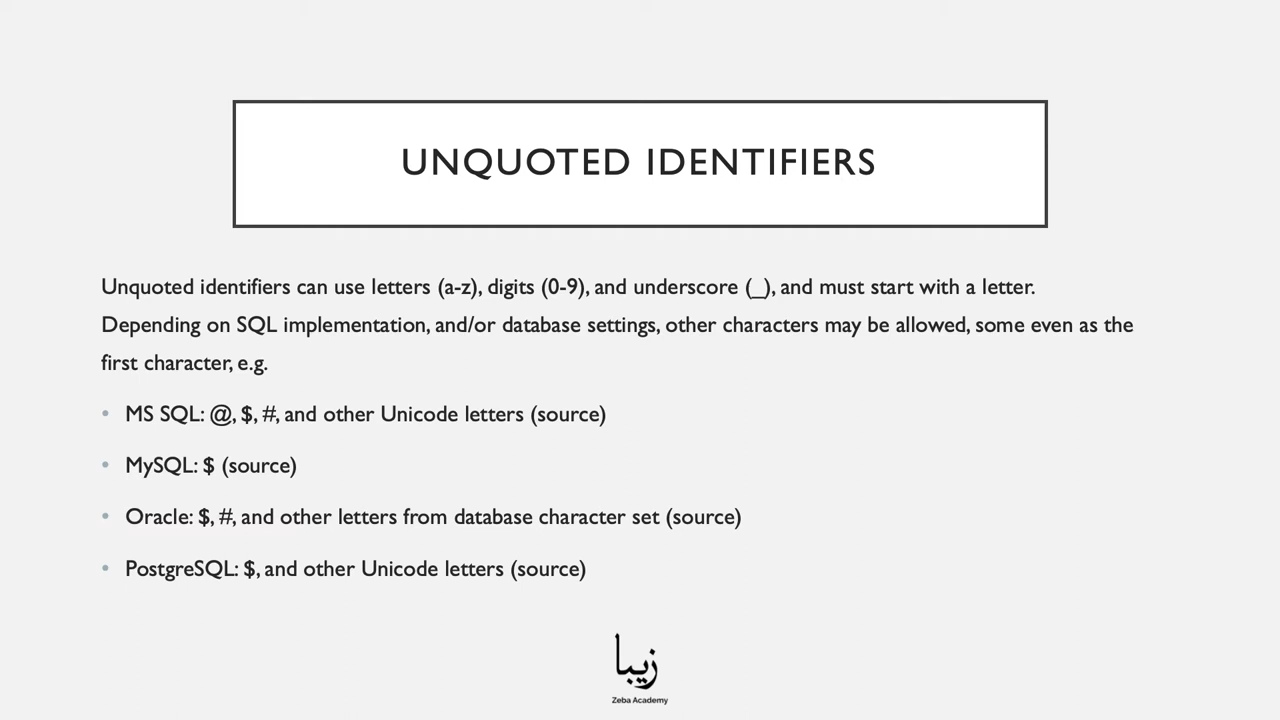 UNQUOTED IDENTIFIERS
Unquoted identifiers can use letters (a-z), digits (0-9), and underscore (_), and must start with a letter.
Depending on SQL implementation, and/or database settings, other characters may be allowed, some even as the
first character, e.g.
• MS SQL: @, $, #, and other Unicode letters (source)
• MySQL: $ (source)
• Oracle: $, #, and other letters from database character set (source)
• PostgreSQL: $, and other Unicode letters (source)
زيبا
Zeba Academy